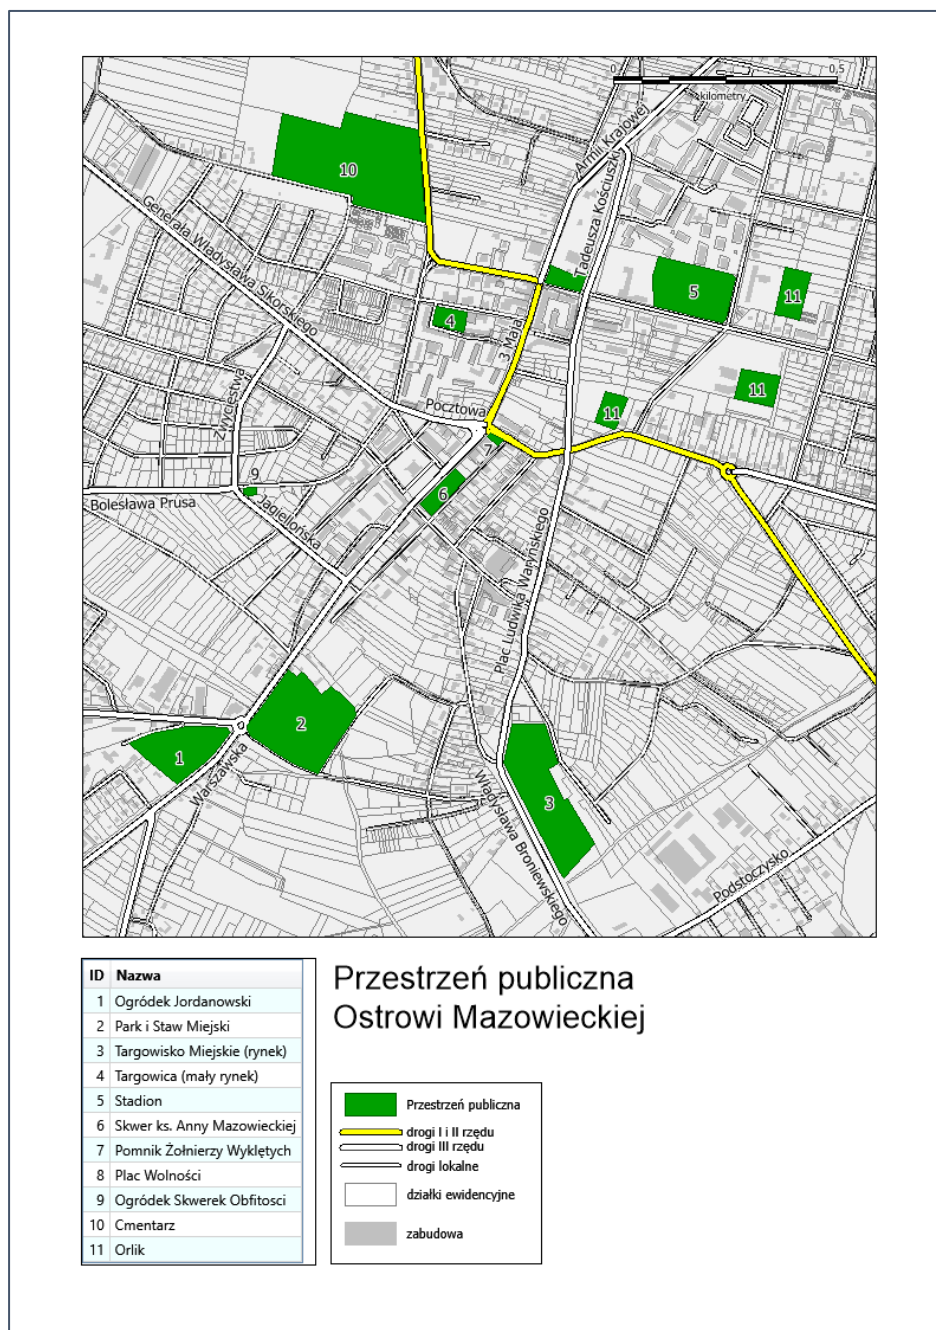 0 0,5
kilometry
Armii Krajowej
Tadeusza Kościuszki
10
Generała Władysława Skorskiego
5
11
4
3 Maja
11
Zwycięstwa
Pocztowa
11
7
9
6
Bolesława Prusa
Jagiellońska
Plac Ludwika Waryńskiego
2
1
Warszawska
3
Władysława Broniewskiego
Podstoczysko
ID Nazwa
1 Ogródek Jordanowski
2 Park i Staw Miejski
3 Targowisko Miejskie (rynek)
4 Targowica (mały rynek)
5 Stadion
6 Skwer ks. Anny Mazowieckiej
7 Pomnik Żołnierzy Wyklętych
8 Plac Wolności
9 Ogródek Skwerek Obfitosci
10 Cmentarz
11 Orlik
Przestrzeń publiczna
Ostrowi Mazowieckiej
Przestrzeń publiczna
drogi I i II rzędu
drogi III rzędu
drogi lokalne
działki ewidencyjne
zabudowa